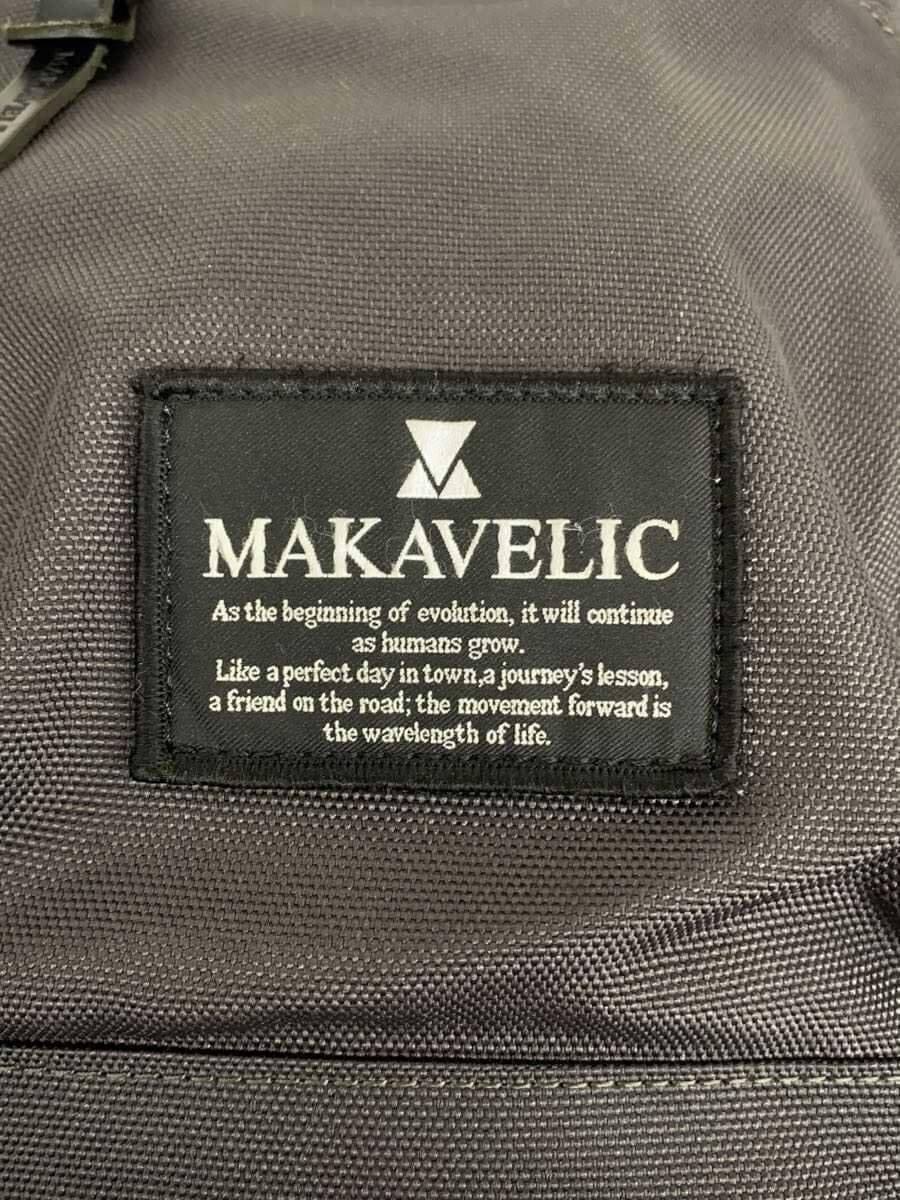 MAKAVELIC
As the beginning of evolution, it will continue
as humans grow.
Like a perfect day in town,a journey's lesson,
a friend on the road; the movement forward is
the wavelength of life.